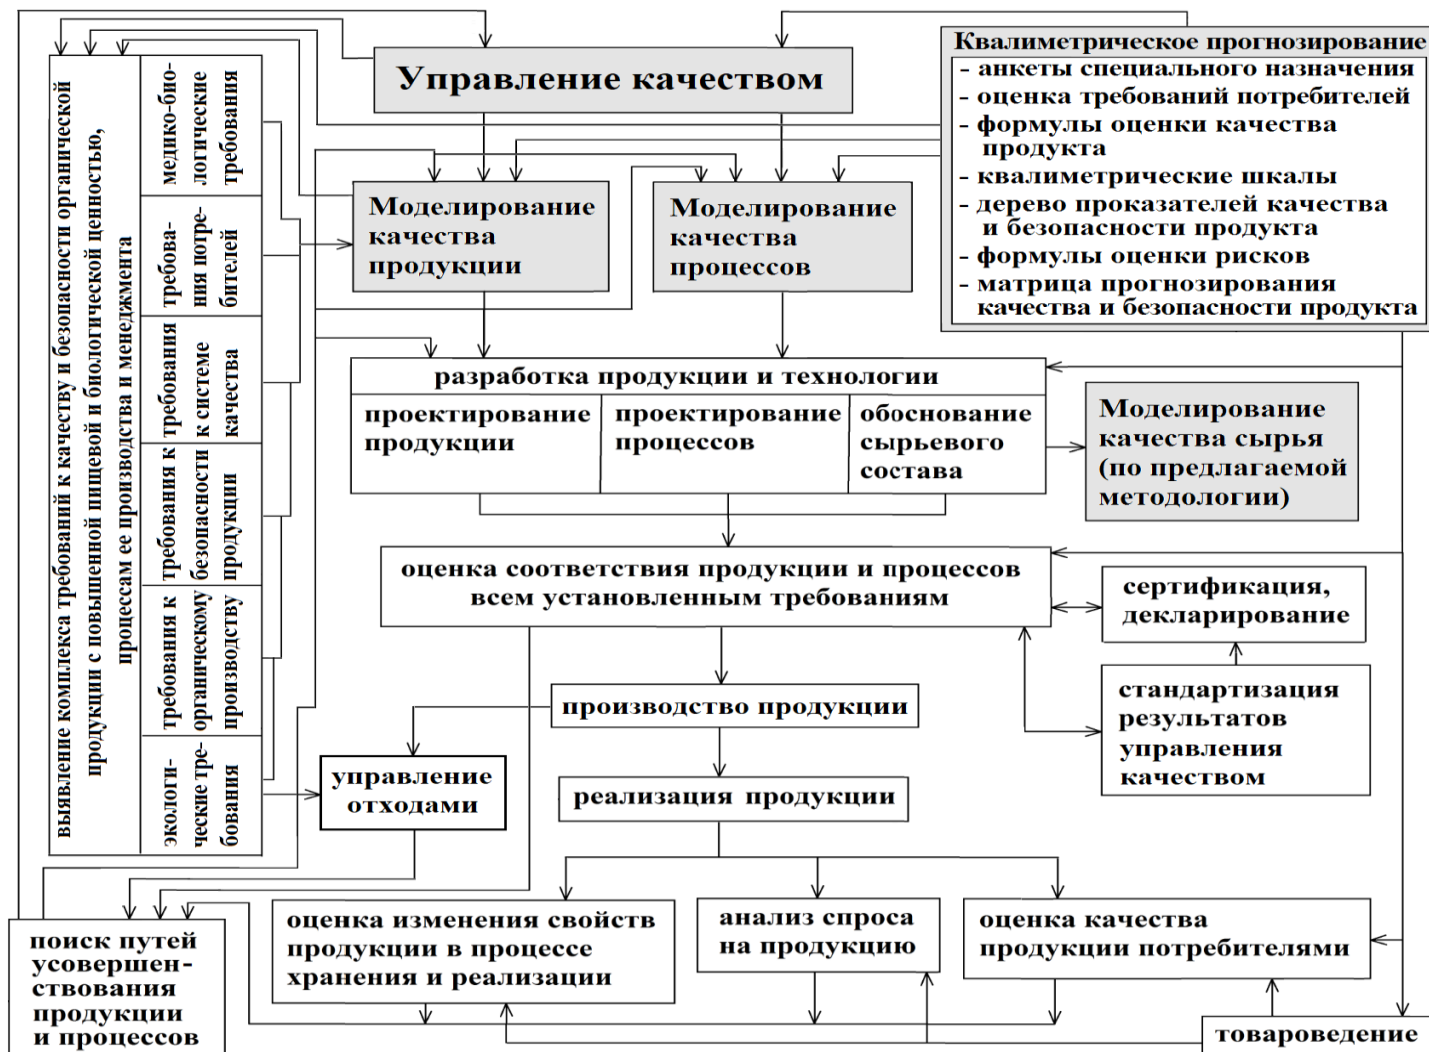 Управление качеством
Квалиметрическое прогнозирование
- анкеты специального назначения
- оценка требований потребителей
- формулы оценки качества
продукта
- квалиметрические шкалы
- дерево проказателей качества
и безопасности продукта
- формулы оценки рисков
- матрица прогнозирования
качества и безопасности продукта
выявление комплекса требований к качеству и безопасности органической
продукции с повышенной пищевой и биологической ценностью,
процессам ее производства и менеджмента
медико-био-
логические
требования
требова-
ния потре-
бителей
требования
к системе
качества
требования к
безопасности
продукции
требования к
органическому
производству
экологи-
ческие тре-
бования
Моделирование
качества
продукции
Моделирование
качества
процессов
разработка продукции и технологии
проектирование
продукции
проектирование
процессов
обоснование
сырьевого
состава
Моделирование
качества сырья
(по предлагаемой
методологии)
оценка соответствия продукции и процессов
всем установленным требованиям
сертификация,
декларирование
стандартизация
результатов
управления
качеством
производство продукции
управление
отходами
реализация продукции
поиск путей
усовершен-
ствования
продукции
и процессов
оценка изменения свойств
продукции в процессе
хранения и реализации
анализ спроса
на продукцию
оценка качества
продукции потребителями
товароведение